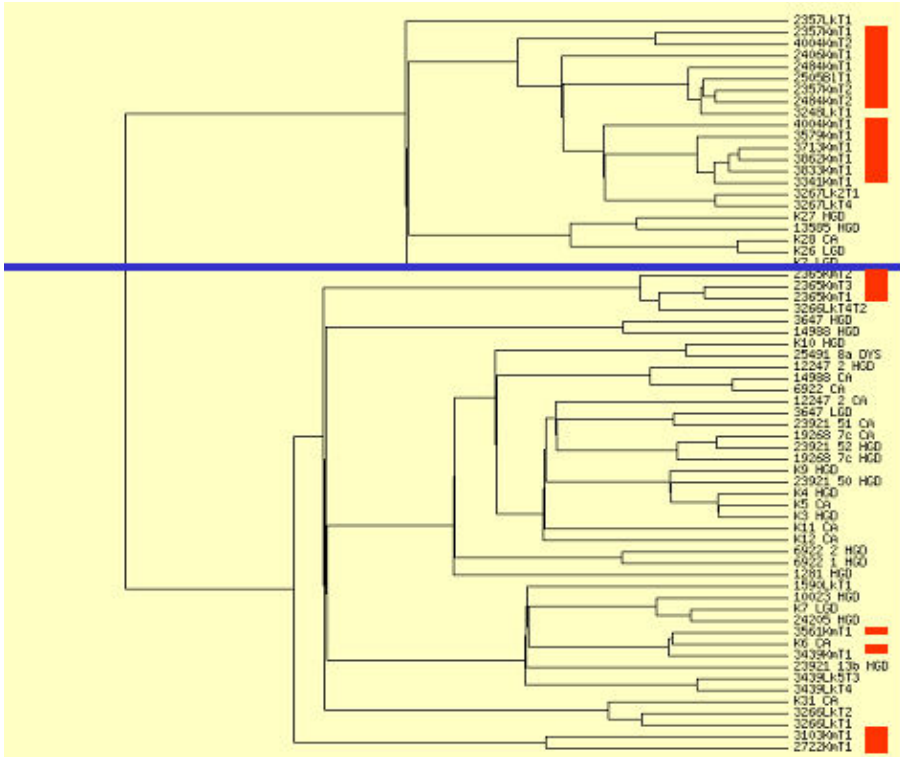 2357LkT1
2357KmT1
4004KmT2
2406KmT1
2484KmT1
2505BlT1
2357KmT2
2484KmT2
3248LkT1
4004KmT1
3579KmT1
3713KmT1
3862KmT1
3833KmT1
3341KmT1
3267Lk2T1
3267LkT4
K27 HGD
13585 HGD
K28 CA
K26 LGD
K2 LGD
2365KmT2
2365KmT3
2365KmT1
3266LkT4T2
3647 HGD
14988 HGD
K10 HGD
25491 8a DYS
12247 2 HGD
14988 CA
6922 CA
12247 2 CA
3647 LGD
23921 51 CA
19268 7c CA
23921 52 HGD
19268 7c HGD
K9 HGD
23921 50 HGD
K4 HGD
K5 CA
K3 HGD
K11 CA
K12 CA
6922 2 HGD
6922 1 HGD
1281 HGD
1590LkT1
10023 HGD
K7 LGD
24205 HGD
3561KmT1
K6 CA
3439KmT1
23921 13b HGD
3439Lk5T3
3439LkT4
K31 CA
3266LkT2
3266LkT1
3103KmT1
2722KmT1